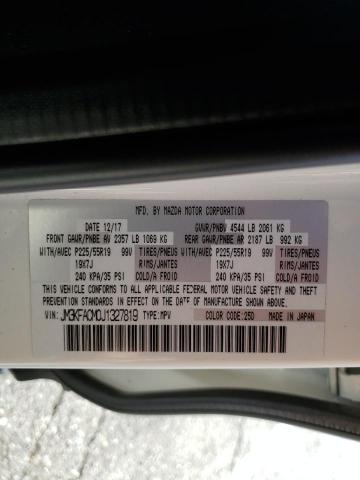 MFD. BY MAZDA MOTOR CORPORATION
DATE 12/17 GVWR/PNBV 4544 LB 2061 KG
FRONT GAWR/PNBE AV 2357 LB 1069 KG REAR GAWR/PNBE AR 2187 LB 992 KG
WITH/AVEC P225/55R19 99V TIRES/PNEUS WITH/AVEC P225/55R19 99V TIRES/PNEUS
19X7J RIMS/JANTES 19X7J RIMS/JANTES
240 KPA/35 PSI COLD/A FROID 240 KPA/35 PSI COLD/A FROID
THIS VEHICLE CONFORMS TO ALL APPLICABLE FEDERAL MOTOR VEHICLE SAFETY AND THEFT
PREVENTION STANDARDS IN EFFECT ON THE DATE OF MANUFACTURE SHOWN ABOVE.
VIN: JM3KFACM0J1327819 TYPE: MPV COLOR CODE: 25D MADE IN JAPAN